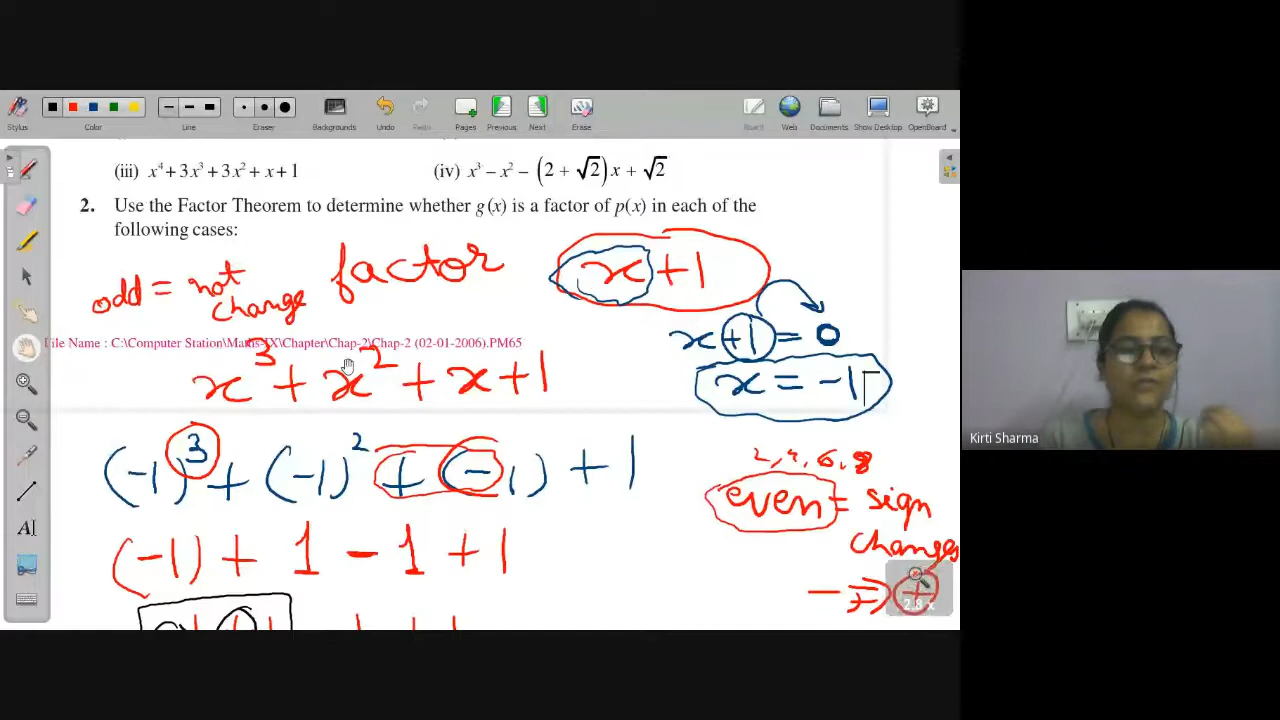 Stylus Color Line Eraser Backgrounds Undo Redo Pages Previous Next Erase Board Web Documents Show Desktop OpenBoard
(iii) x⁴ + 3x³ + 3x² + x + 1 (iv) x³ – x² – (2 + √2)x + √2
2. Use the Factor Theorem to determine whether g(x) is a factor of p(x) in each of the
following cases:
factor
x + 1
odd = not
change
x + 1 = 0
File Name : C:\Computer Station\Maths-IX\Chapter\Chap-2\Chap-2 (02-01-2006).PM65
x³ + x² + x + 1
x = -1
(-1)³ + (-1)² + (-1) + 1
2, 4, 6, 8
even = sign
changes
(-1) + 1 - 1 + 1
- ⇒ +
2.8 x
Kirti Sharma